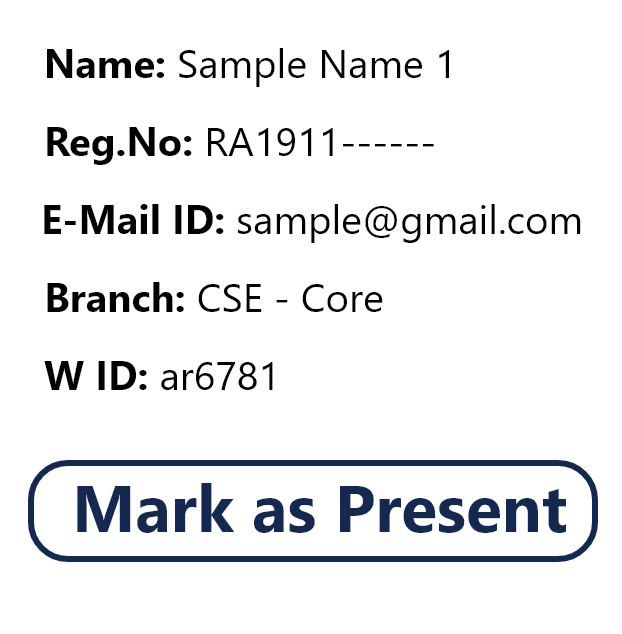 Name: Sample Name 1
Reg.No: RA1911------
E-Mail ID: sample@gmail.com
Branch: CSE - Core
W ID: ar6781
Mark as Present